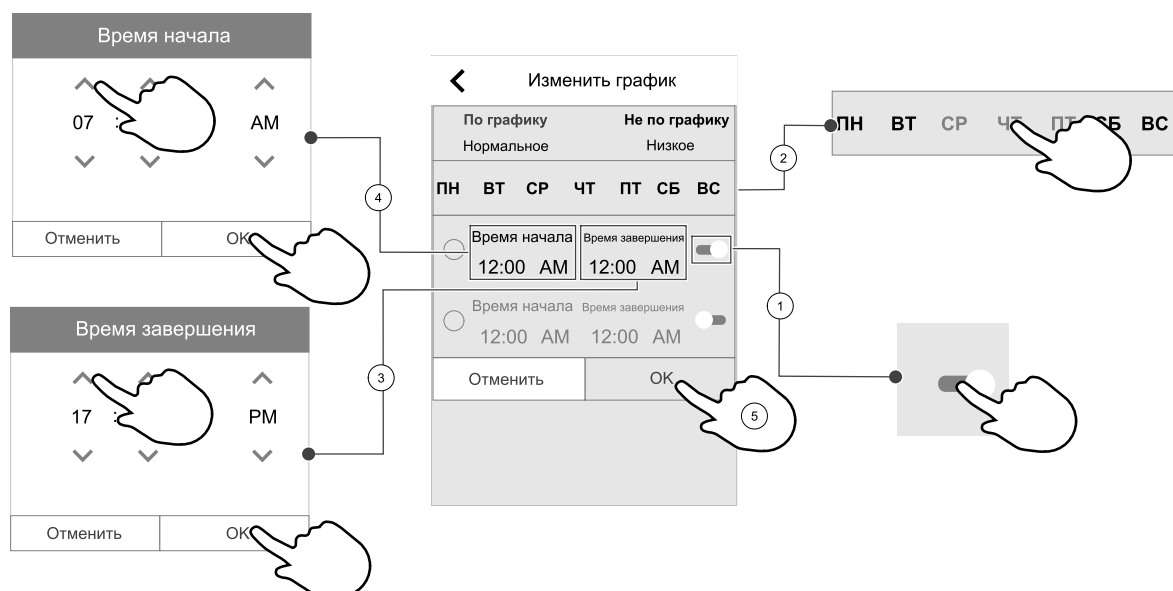 Время начала
07 :
AM
Отменить
OK
4
Время завершения
17 :
PM
Отменить
OK
3
Изменить график
По графику Не по графику
Нормальное Низкое
ПН ВТ СР ЧТ ПТ СБ ВС
Время начала Время завершения
12:00 AM 12:00 AM
Время начала Время завершения
12:00 AM 12:00 AM
Отменить OK
5
2
ПН ВТ СР ЧТ ПТ СБ ВС
1